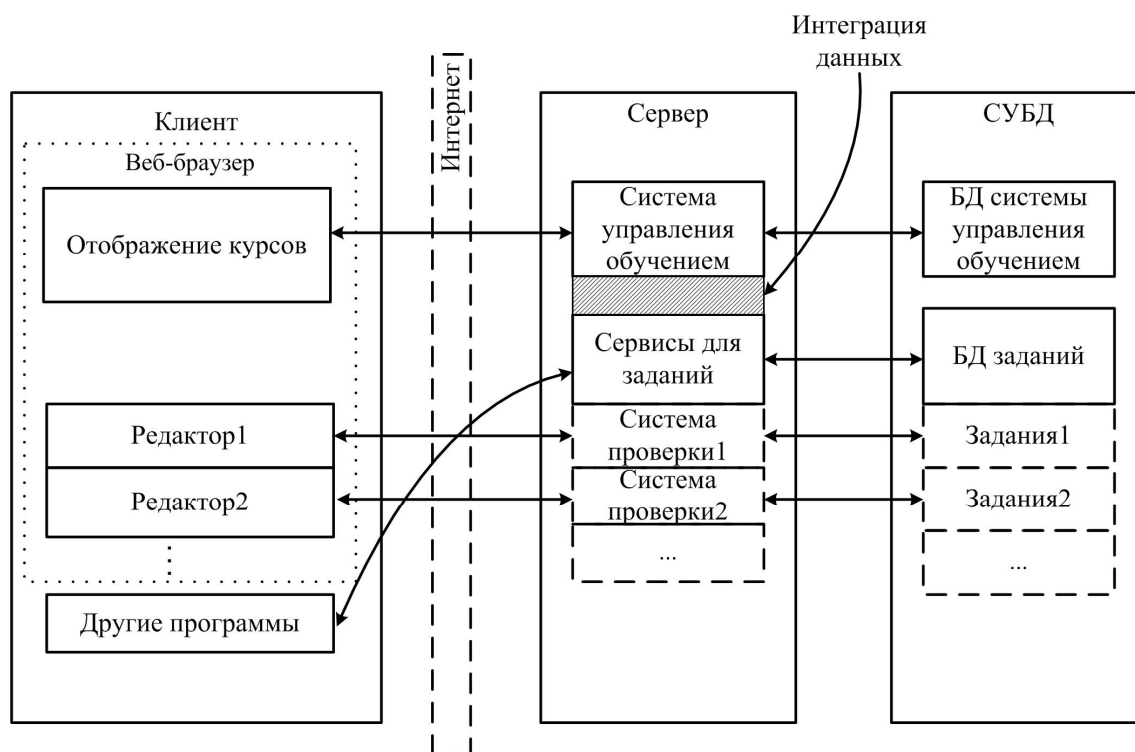 Интеграция
данных
Интернет
Клиент
Веб-браузер
Отображение курсов
Редактор1
Редактор2
Другие программы
Сервер
Система
управления
обучением
Сервисы для
заданий
Система
проверки1
Система
проверки2
...
СУБД
БД системы
управления
обучением
БД заданий
Задания1
Задания2
...